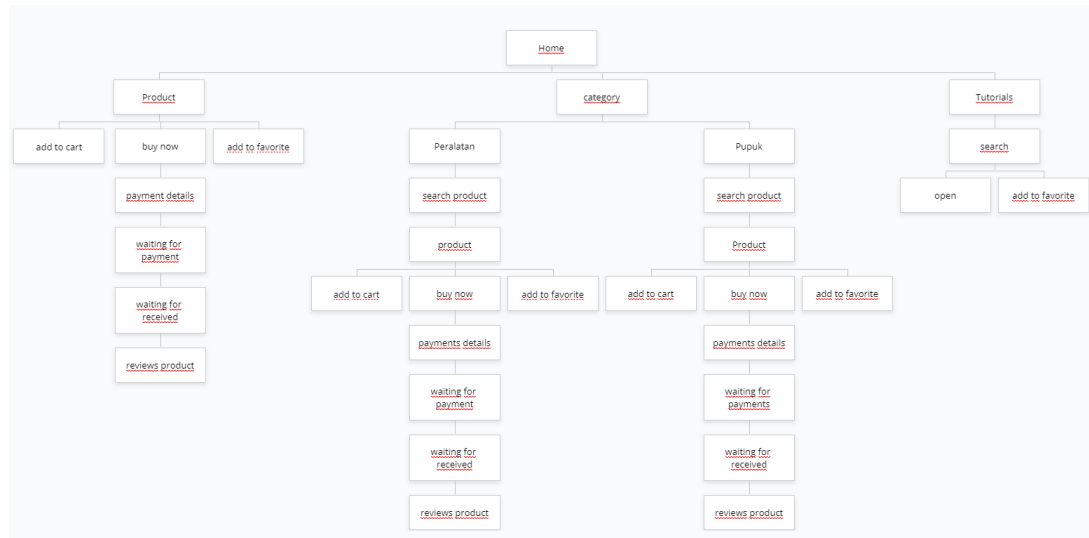 Home
Product
category
Tutorials
add to cart
buy now
add to favorite
Peralatan
Pupuk
search
payment details
search product
search product
open
add to favorite
waiting for
payment
product
Product
waiting for
received
add to cart
buy now
add to favorite
add to cart
buy now
add to favorite
reviews product
payments details
payments details
waiting for
payment
waiting for
payments
waiting for
received
waiting for
received
reviews product
reviews product